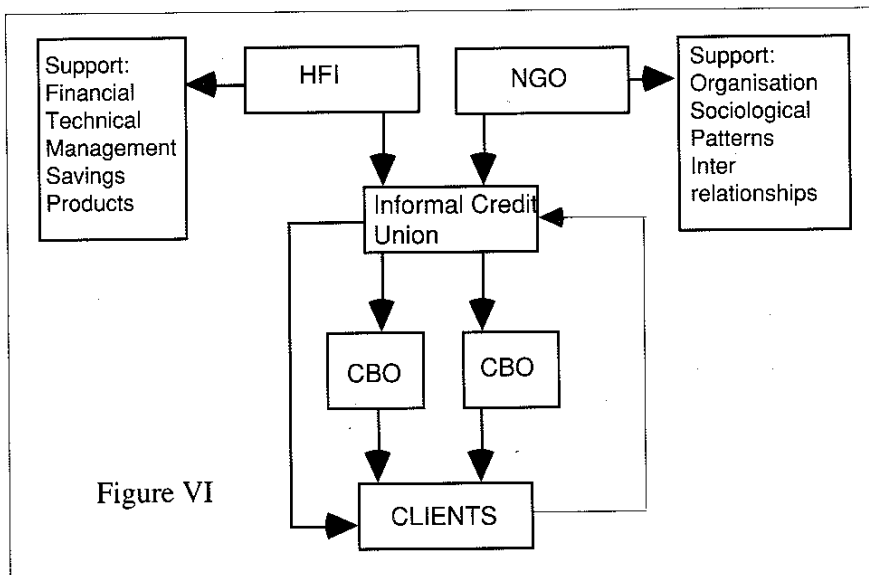 Support:
Financial
Technical
Management
Savings
Products
HFI
NGO
Support:
Organisation
Sociological
Patterns
Inter
relationships
Informal Credit
Union
CBO
CBO
CLIENTS
Figure VI